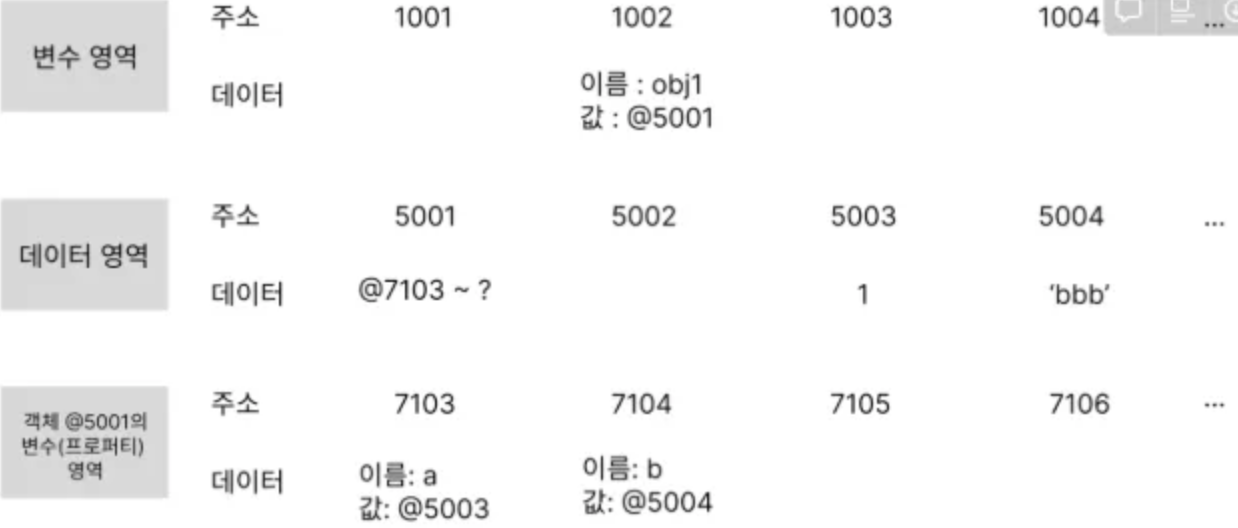 변수 영역
주소 1001 1002 1003 1004 ...
데이터
이름 : obj1
값 : @5001
데이터 영역
주소 5001 5002 5003 5004 ...
데이터 @7103 ~ ? 1 ‘bbb’
객체 @5001의
변수(프로퍼티)
영역
주소 7103 7104 7105 7106 ...
데이터
이름: a
값: @5003
이름: b
값: @5004